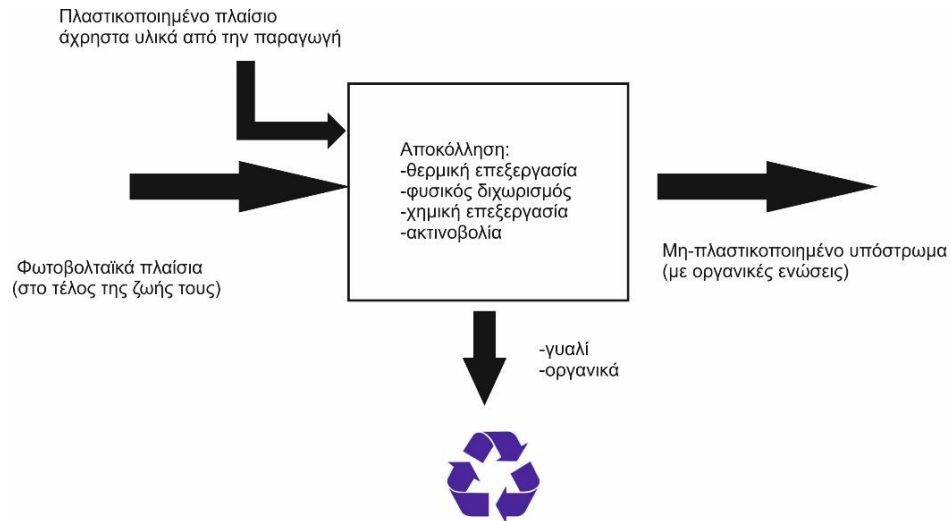 Πλαστικοποιημένο πλαίσιο
άχρηστα υλικά από την παραγωγή
Αποκόλληση:
-θερμική επεξεργασία
-φυσικός διχωρισμός
-χημική επεξεργασία
-ακτινοβολία
Φωτοβολταϊκά πλαίσια
(στο τέλος της ζωής τους)
Μη-πλαστικοποιημένο υπόστρωμα
(με οργανικές ενώσεις)
-γυαλί
-οργανικά